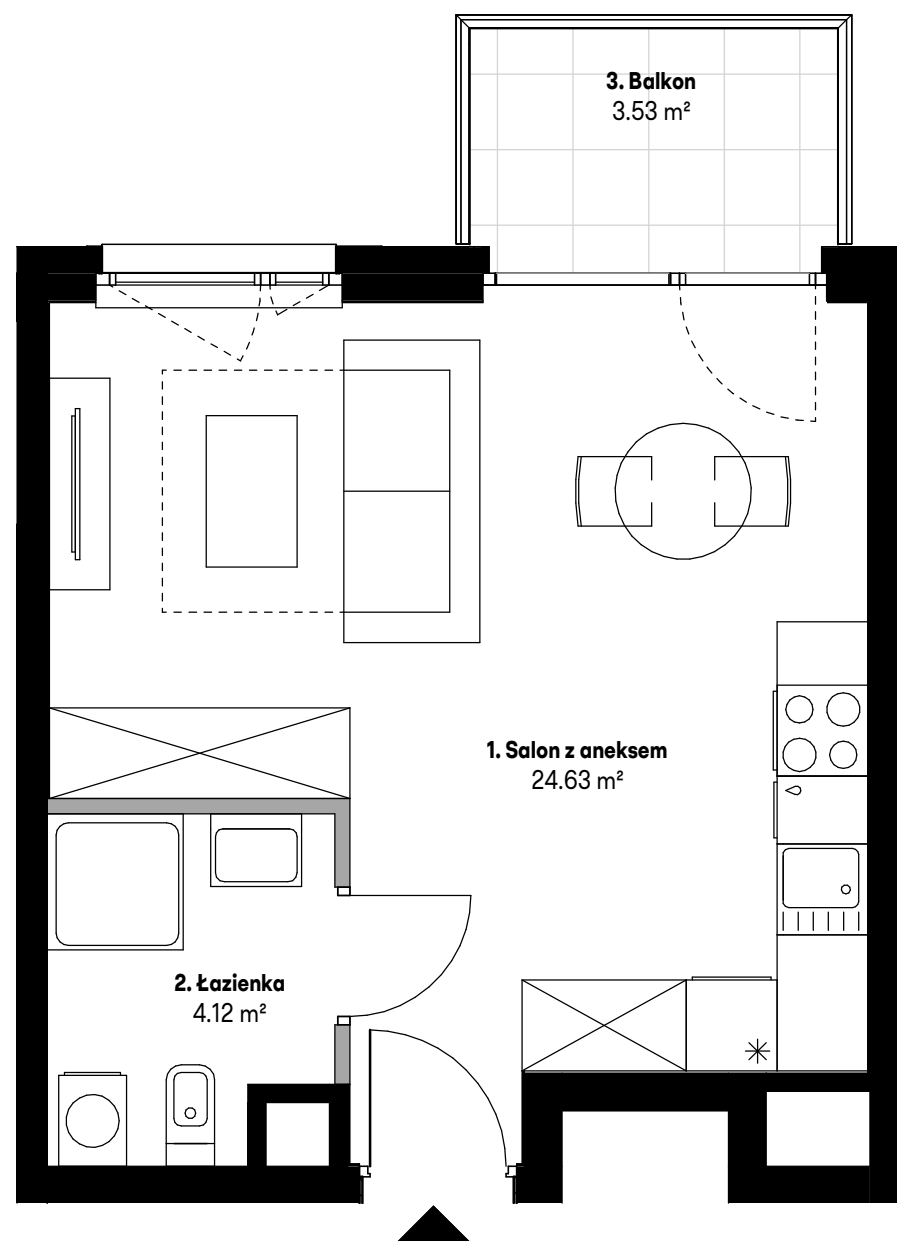 3. Balkon
3.53 m²
1. Salon z aneksem
24.63 m²
2. Łazienka
4.12 m²